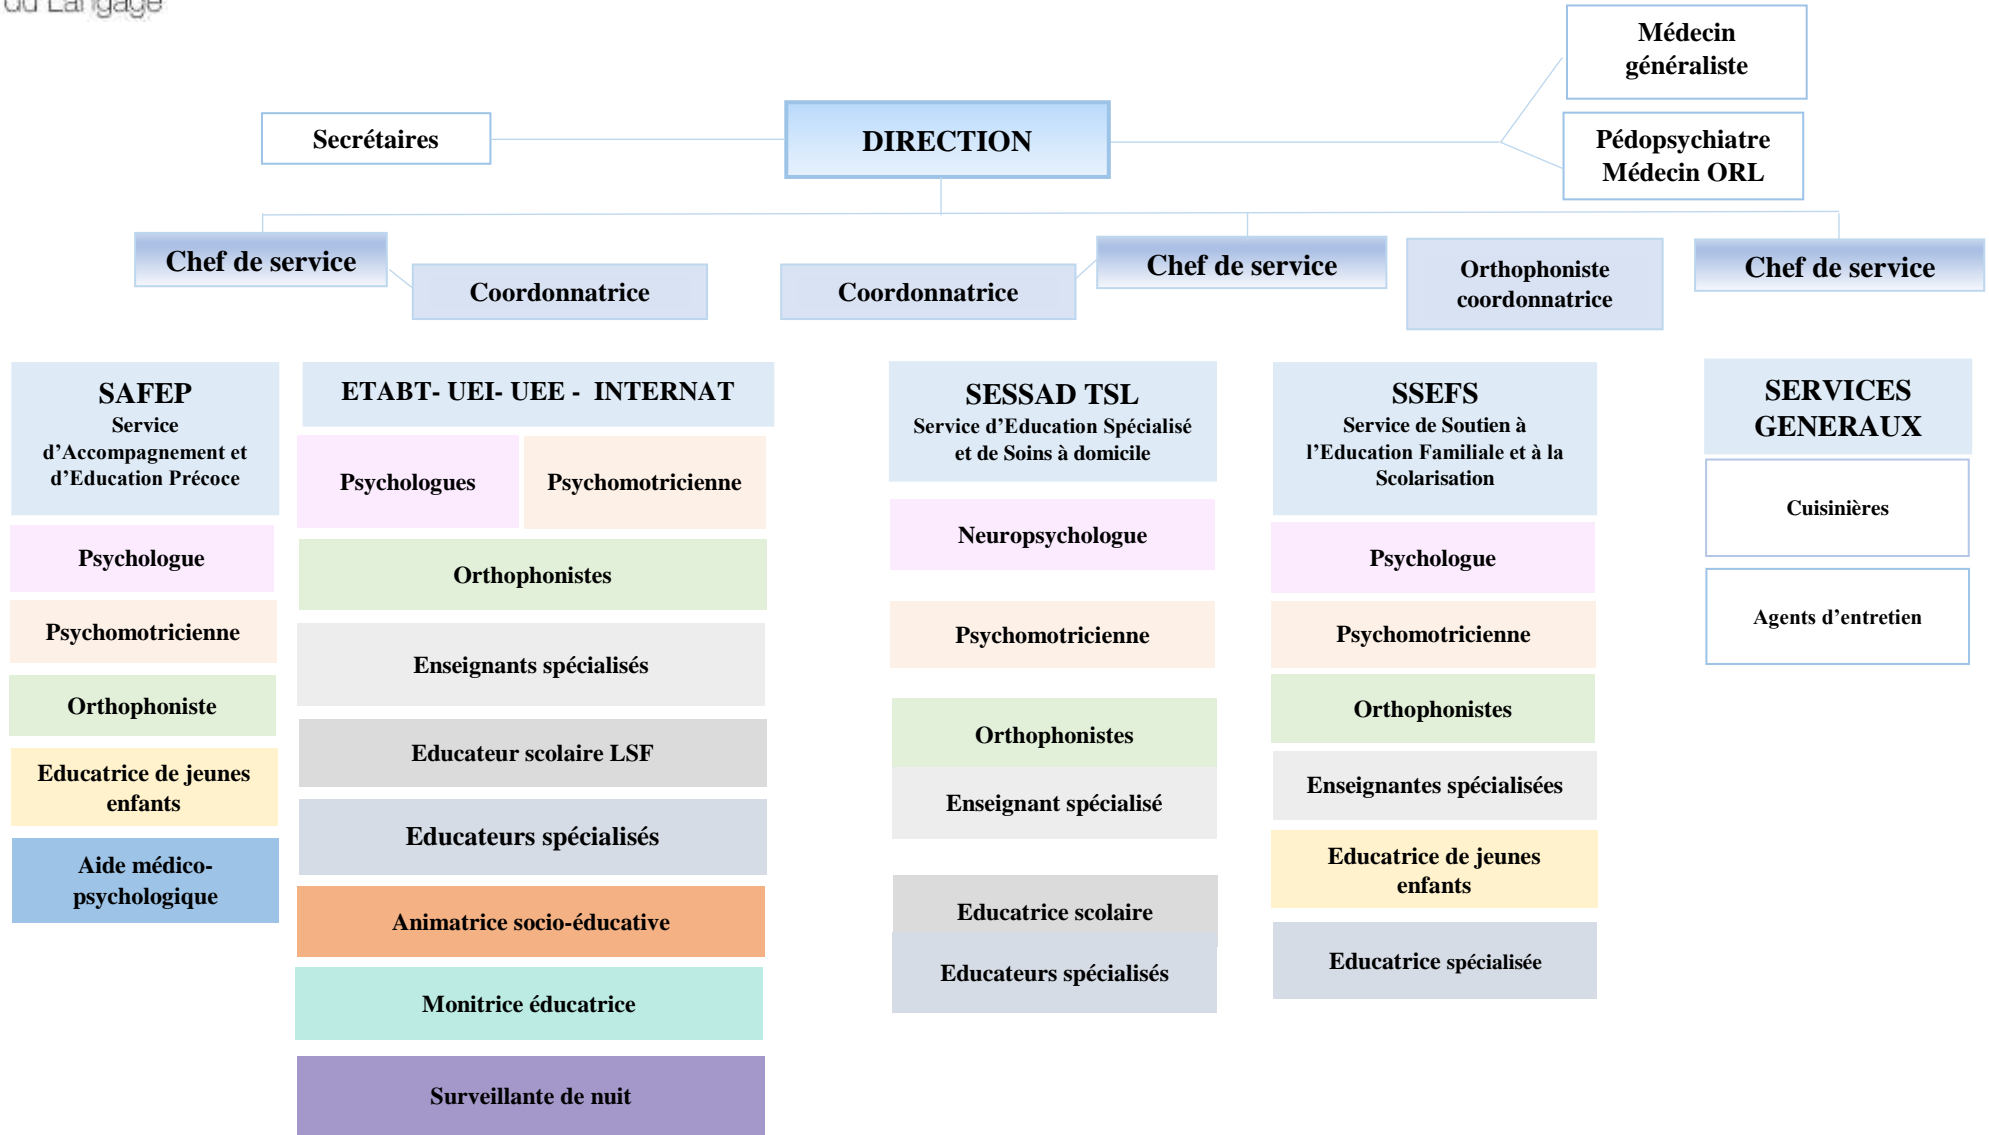 du Langage
Médecin
généraliste
Secrétaires
DIRECTION
Pédopsychiatre
Médecin ORL
Chef de service
Coordonnatrice
Coordonnatrice
Chef de service
Orthophoniste
coordonnatrice
Chef de service
SAFEP
Service
d’Accompagnement et
d’Education Précoce
Psychologue
Psychomotricienne
Orthophoniste
Educatrice de jeunes
enfants
Aide médico-
psychologique
ETABT- UEI- UEE - INTERNAT
Psychologues
Psychomotricienne
Orthophonistes
Enseignants spécialisés
Educateur scolaire LSF
Educateurs spécialisés
Animatrice socio-éducative
Monitrice éducatrice
Surveillante de nuit
SESSAD TSL
Service d’Education Spécialisé
et de Soins à domicile
Neuropsychologue
Psychomotricienne
Orthophonistes
Enseignant spécialisé
Educatrice scolaire
Educateurs spécialisés
SSEFS
Service de Soutien à
l’Education Familiale et à la
Scolarisation
Psychologue
Psychomotricienne
Orthophonistes
Enseignantes spécialisées
Educatrice de jeunes
enfants
Educatrice spécialisée
SERVICES
GENERAUX
Cuisinières
Agents d’entretien